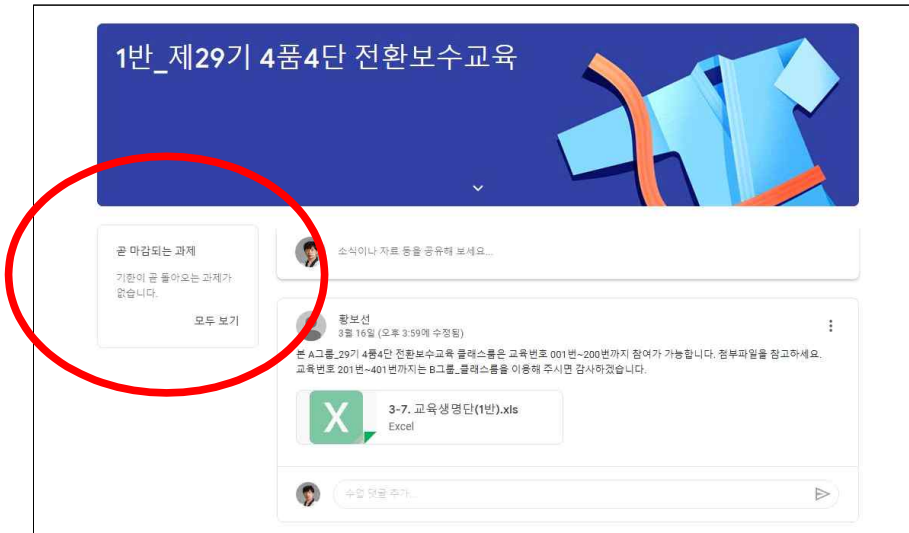 1반_제29기 4품4단 전환보수교육
곧 마감되는 과제
기한이 곧 돌아오는 과제가
없습니다.
모두 보기
소식이나 자료 등을 공유해 보세요...
황보선
3월 16일 (오후 3:59에 수정됨)
본 A그룹_29기 4품4단 전환보수교육 클래스룸은 교육번호 001번~200번까지 참여가 가능합니다. 첨부파일을 참고하세요.
교육번호 201번~401번까지는 B그룹_클래스룸을 이용해 주시면 감사하겠습니다.
X
3-7. 교육생명단(1반).xls
Excel
수업 댓글 추가...